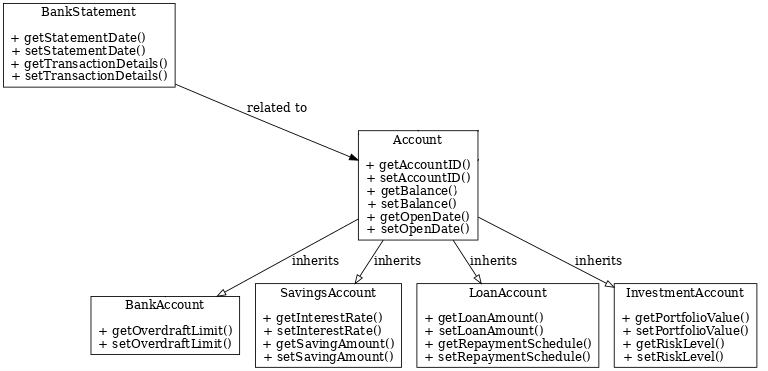 BankStatement
+ getStatementDate()
+ setStatementDate()
+ getTransactionDetails()
+ setTransactionDetails()
related to
Account
+ getAccountID()
+ setAccountID()
+ getBalance()
+ setBalance()
+ getOpenDate()
+ setOpenDate()
inherits
inherits
inherits
inherits
BankAccount
+ getOverdraftLimit()
+ setOverdraftLimit()
SavingsAccount
+ getInterestRate()
+ setInterestRate()
+ getSavingAmount()
+ setSavingAmount()
LoanAccount
+ getLoanAmount()
+ setLoanAmount()
+ getRepaymentSchedule()
+ setRepaymentSchedule()
InvestmentAccount
+ getPortfolioValue()
+ setPortfolioValue()
+ getRiskLevel()
+ setRiskLevel()